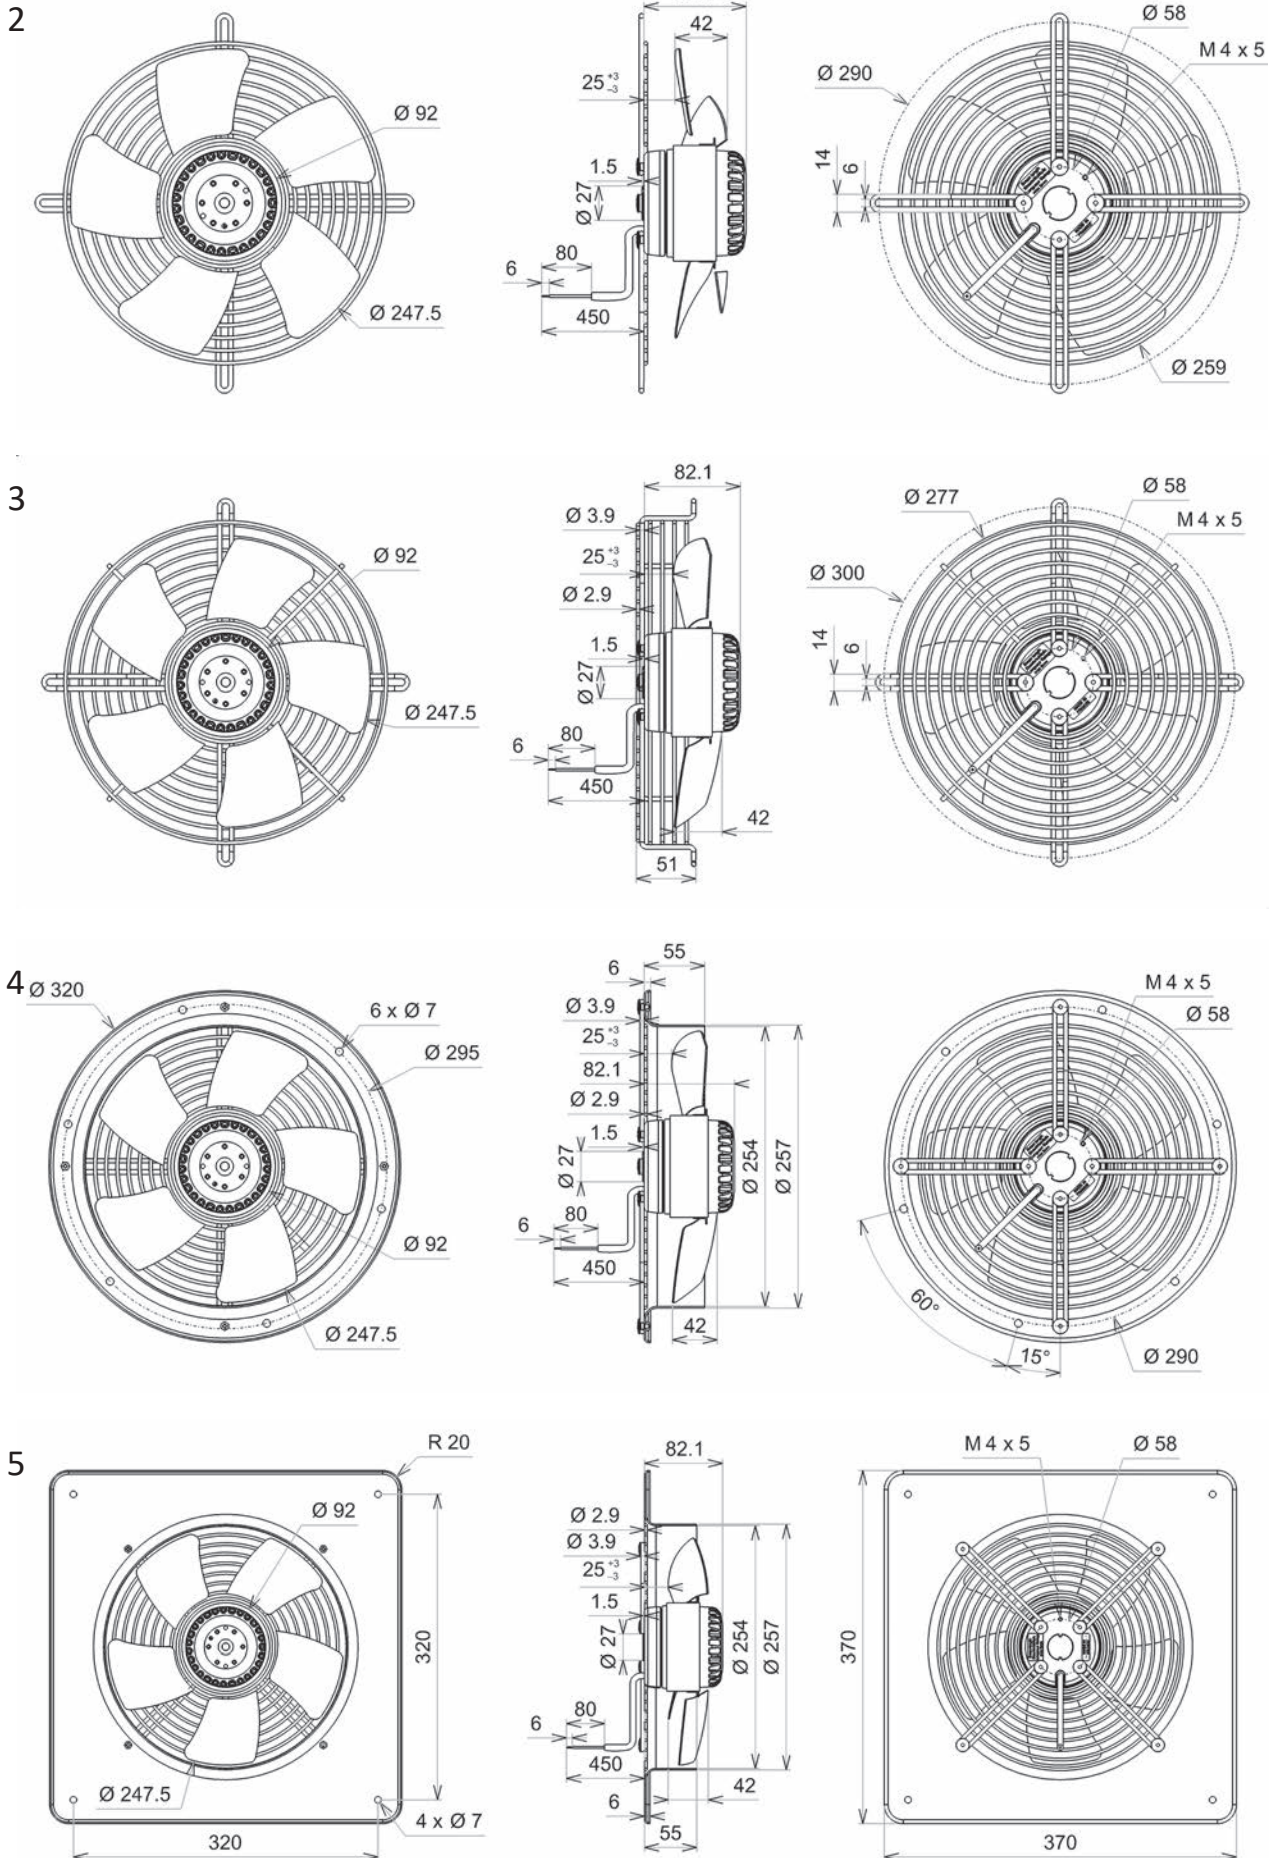 2
Ø 92
Ø 247.5
42
25 +3 −3
1.5
Ø 27
80
6
450
Ø 58
M 4 x 5
Ø 290
14
6
Ø 259
3
Ø 92
Ø 247.5
82.1
Ø 3.9
25 +3 −3
Ø 2.9
1.5
Ø 27
80
6
450
42
51
Ø 277
Ø 58
M 4 x 5
Ø 300
14
6
4
Ø 320
6 x Ø 7
Ø 295
Ø 92
Ø 247.5
55
6
Ø 3.9
25 +3 −3
82.1
Ø 2.9
1.5
Ø 27
80
6
450
42
Ø 254
Ø 257
M 4 x 5
Ø 58
60°
15°
Ø 290
5
R 20
Ø 92
320
Ø 247.5
4 x Ø 7
320
82.1
Ø 2.9
Ø 3.9
25 +3 −3
1.5
Ø 27
80
6
450
42
6
55
Ø 254
Ø 257
M 4 x 5
Ø 58
370
370